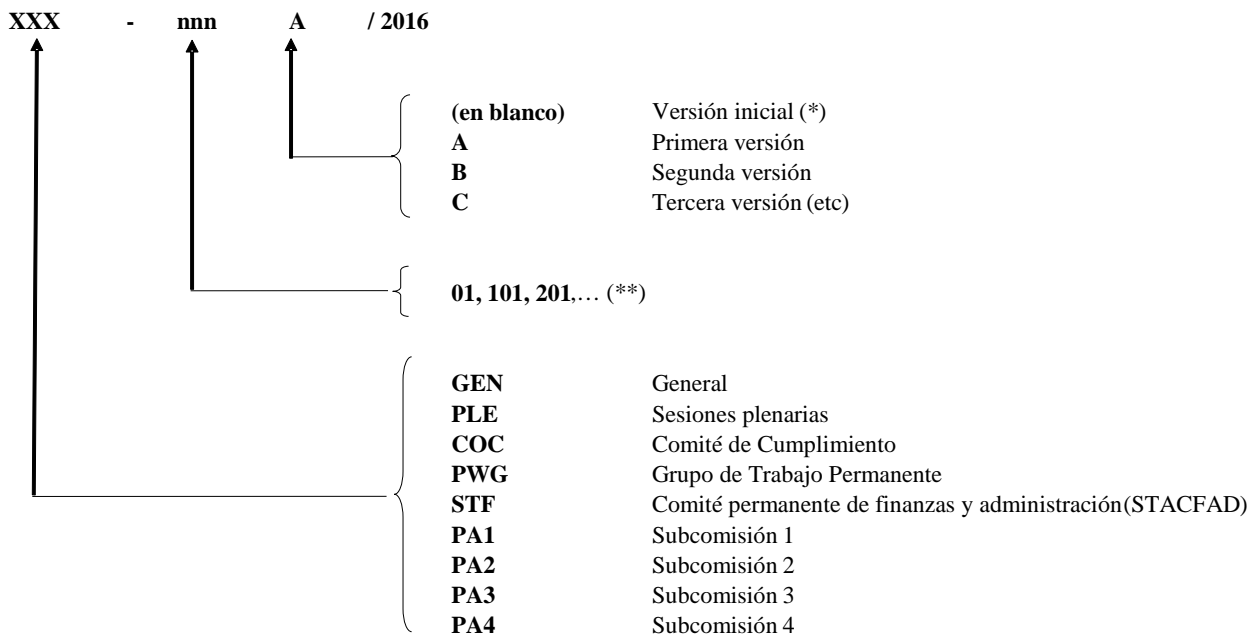 XXX - nnn A / 2016
(en blanco) Versión inicial (*)
A Primera versión
B Segunda versión
C Tercera versión (etc)
01, 101, 201,… (**)
GEN General
PLE Sesiones plenarias
COC Comité de Cumplimiento
PWG Grupo de Trabajo Permanente
STF Comité permanente de finanzas y administración(STACFAD)
PA1 Subcomisión 1
PA2 Subcomisión 2
PA3 Subcomisión 3
PA4 Subcomisión 4